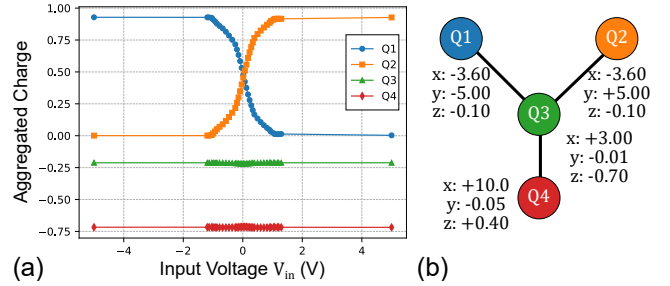 1.00
0.75
0.50
0.25
0.00
-0.25
-0.50
-0.75
Aggregated Charge
Q1
Q2
Q3
Q4
−4
−2
0
2
4
Input Voltage V_in (V)
(a)
Q1
x: -3.60
y: -5.00
z: -0.10
Q2
x: -3.60
y: +5.00
z: -0.10
Q3
x: +3.00
y: -0.01
z: -0.70
Q4
x: +10.0
y: -0.05
z: +0.40
(b)